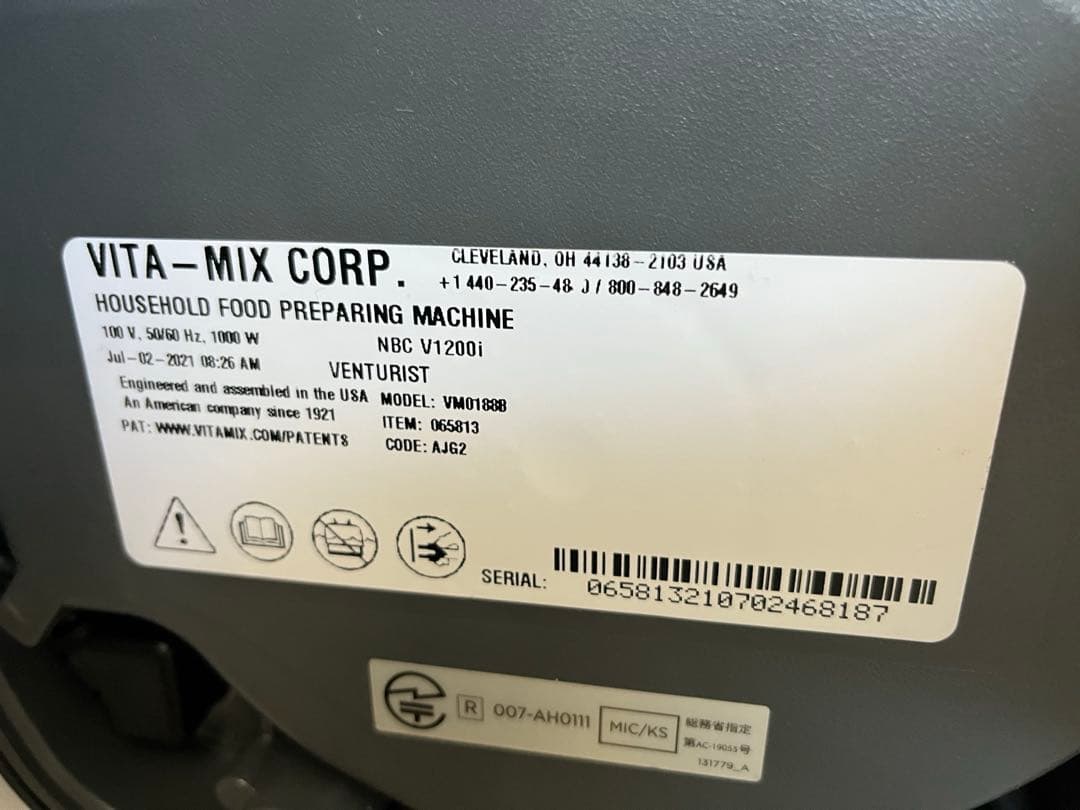 VITA-MIX CORP.
CLEVELAND, OH 44138-2103 USA
+1 440-235-48 / 800-848-2649
HOUSEHOLD FOOD PREPARING MACHINE
100 V, 50/60 Hz, 1000 W
NBC V1200i
Jul-02-2021 08:26 AM
VENTURIST
Engineered and assembled in the USA
MODEL: VM0188B
An American company since 1921
ITEM: 065813
PAT: WWW.VITAMIX.COM/PATENTS
CODE: AJG2
SERIAL:
065813210702468187
R 007-AH0111 MIC/KS
総務省指定
第AC-19055号
131779_A